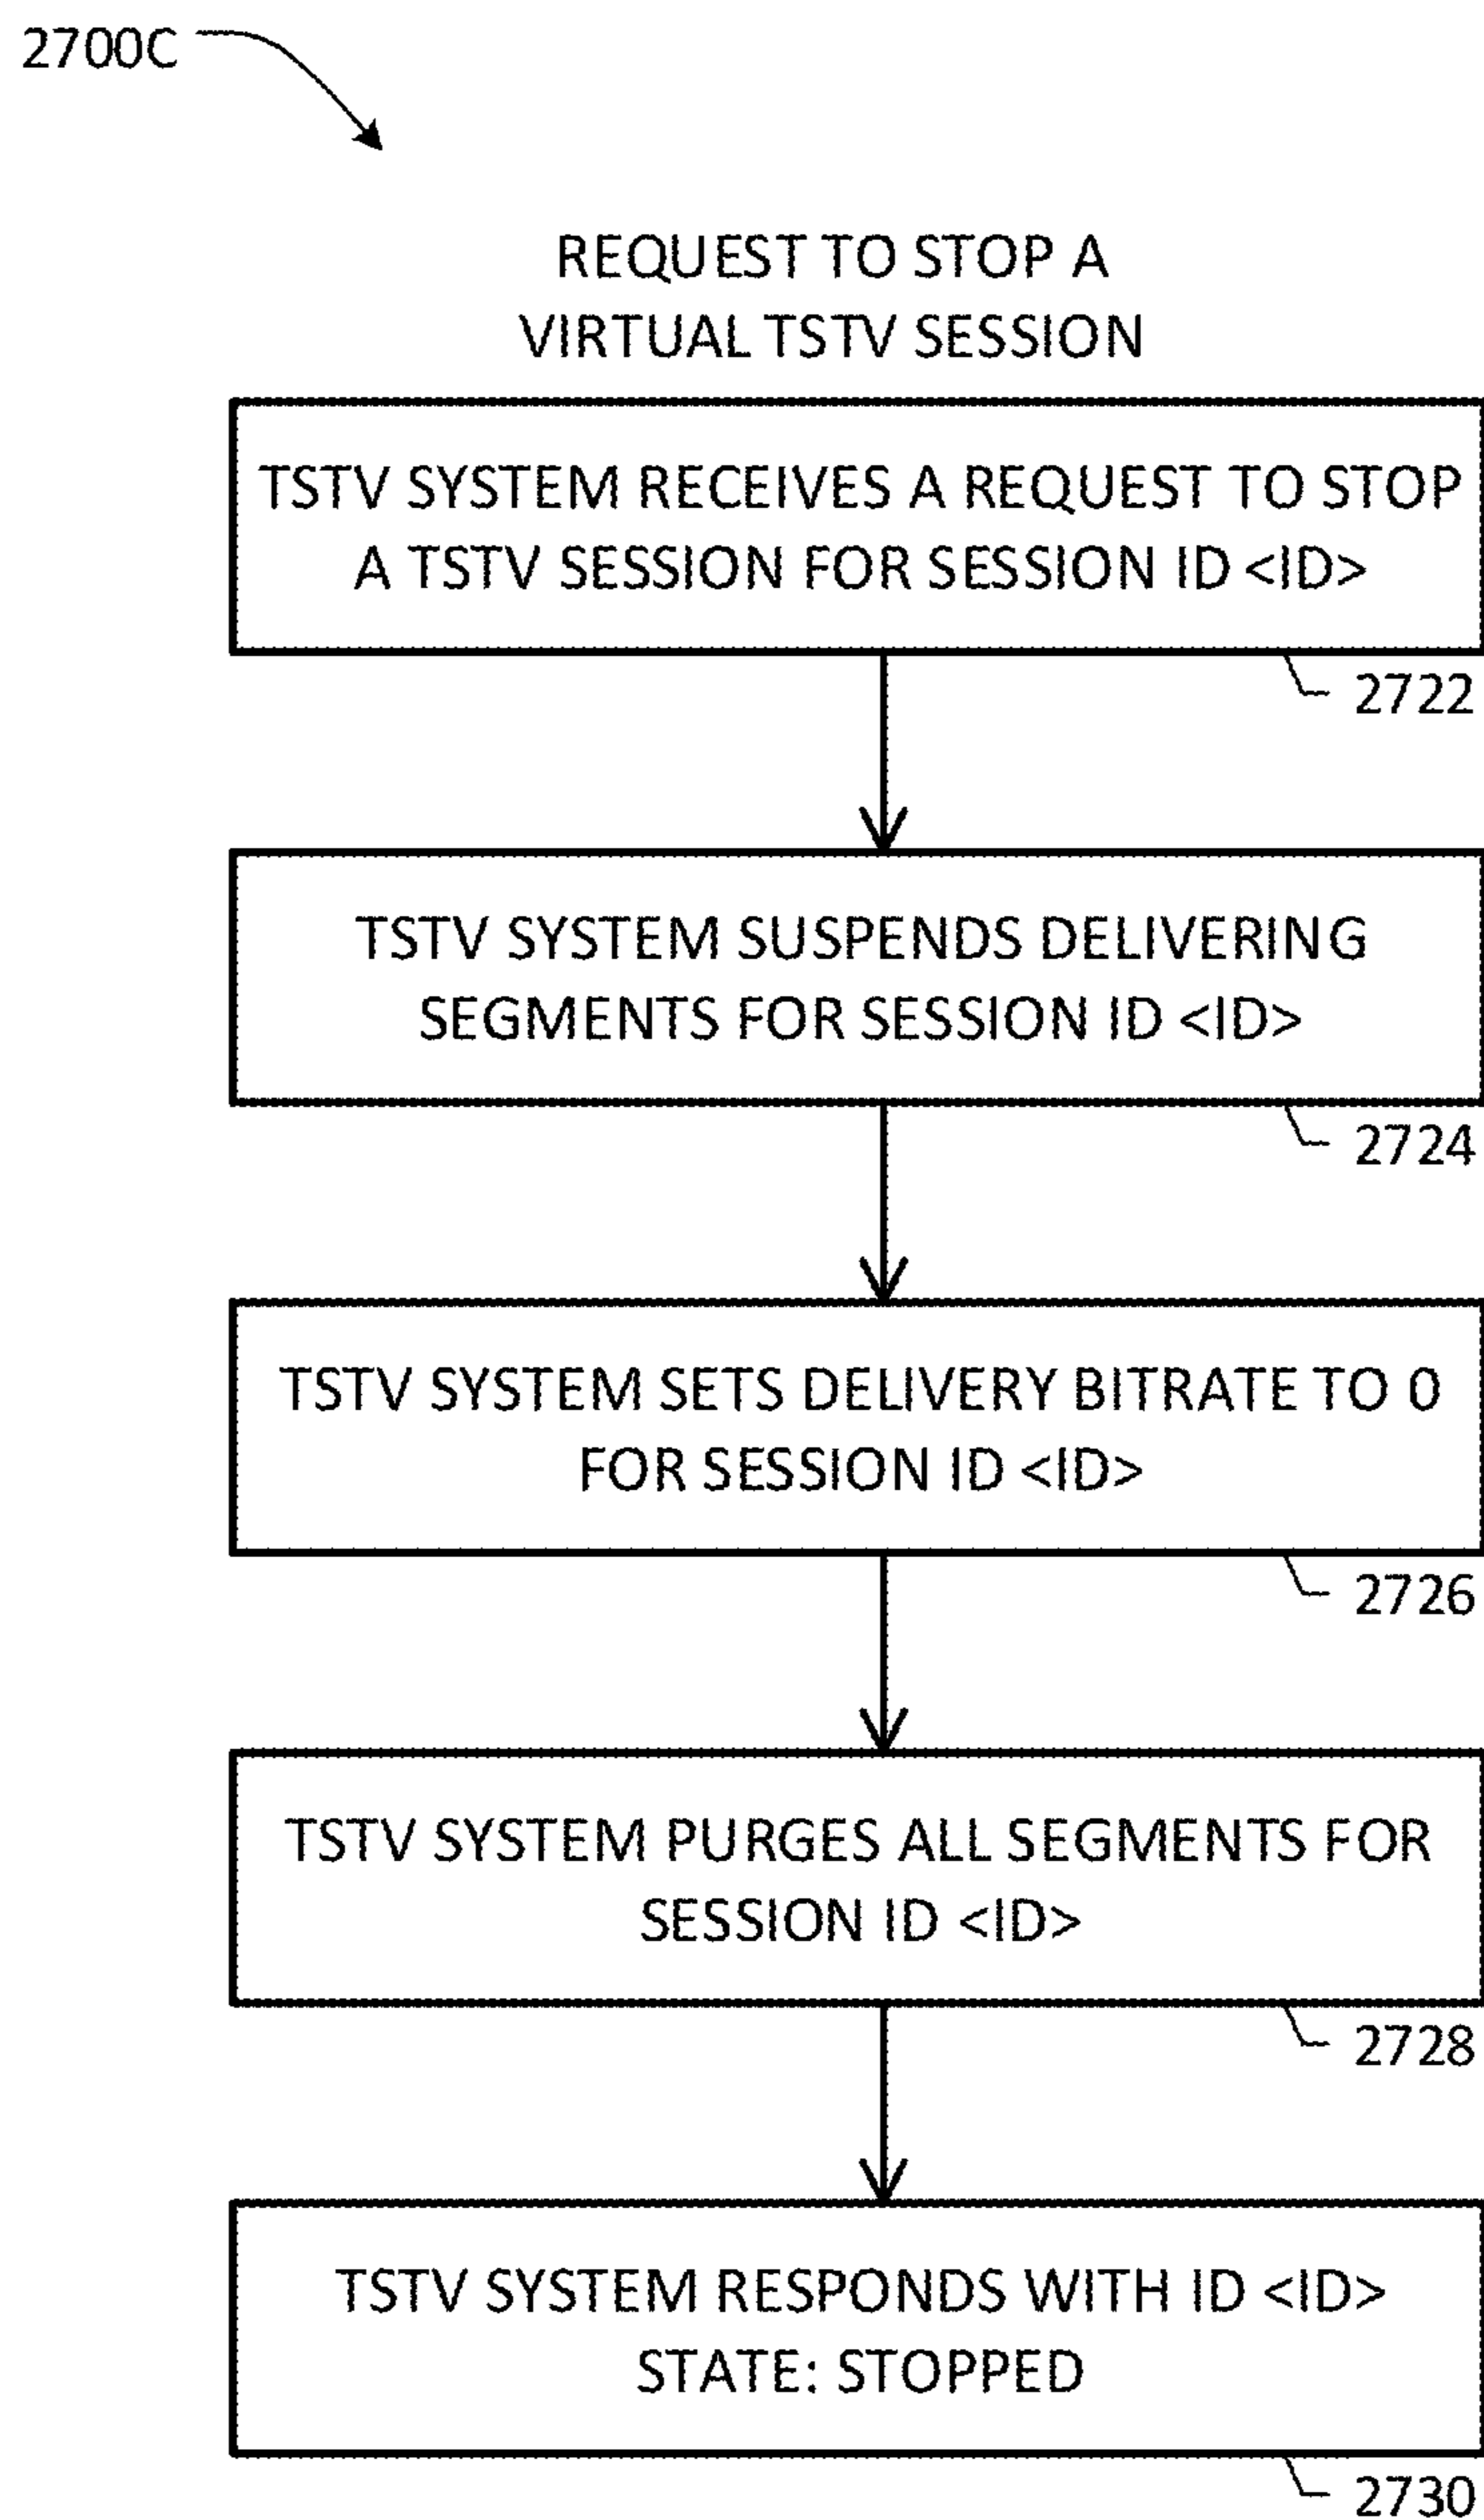 2700C
REQUEST TO STOP A
VIRTUAL TSTV SESSION
TSTV SYSTEM RECEIVES A REQUEST TO STOP
A TSTV SESSION FOR SESSION ID <ID>
2722
TSTV SYSTEM SUSPENDS DELIVERING
SEGMENTS FOR SESSION ID <ID>
2724
TSTV SYSTEM SETS DELIVERY BITRATE TO 0
FOR SESSION ID <ID>
2726
TSTV SYSTEM PURGES ALL SEGMENTS FOR
SESSION ID <ID>
2728
TSTV SYSTEM RESPONDS WITH ID <ID>
STATE: STOPPED
2730